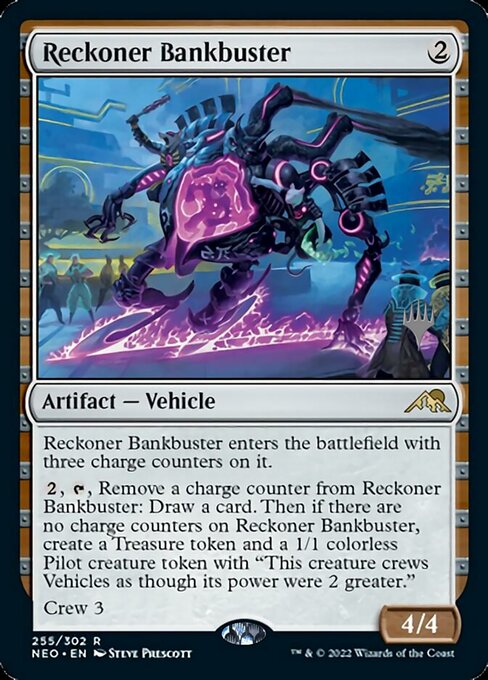 Reckoner Bankbuster 2
Artifact — Vehicle
Reckoner Bankbuster enters the battlefield with
three charge counters on it.
2, T, Remove a charge counter from Reckoner
Bankbuster: Draw a card. Then if there are
no charge counters on Reckoner Bankbuster,
create a Treasure token and a 1/1 colorless
Pilot creature token with “This creature crews
Vehicles as though its power were 2 greater.”
Crew 3
4/4
255/302 R
NEO • EN STEVE PRESCOTT
™ & © 2022 Wizards of the Coast